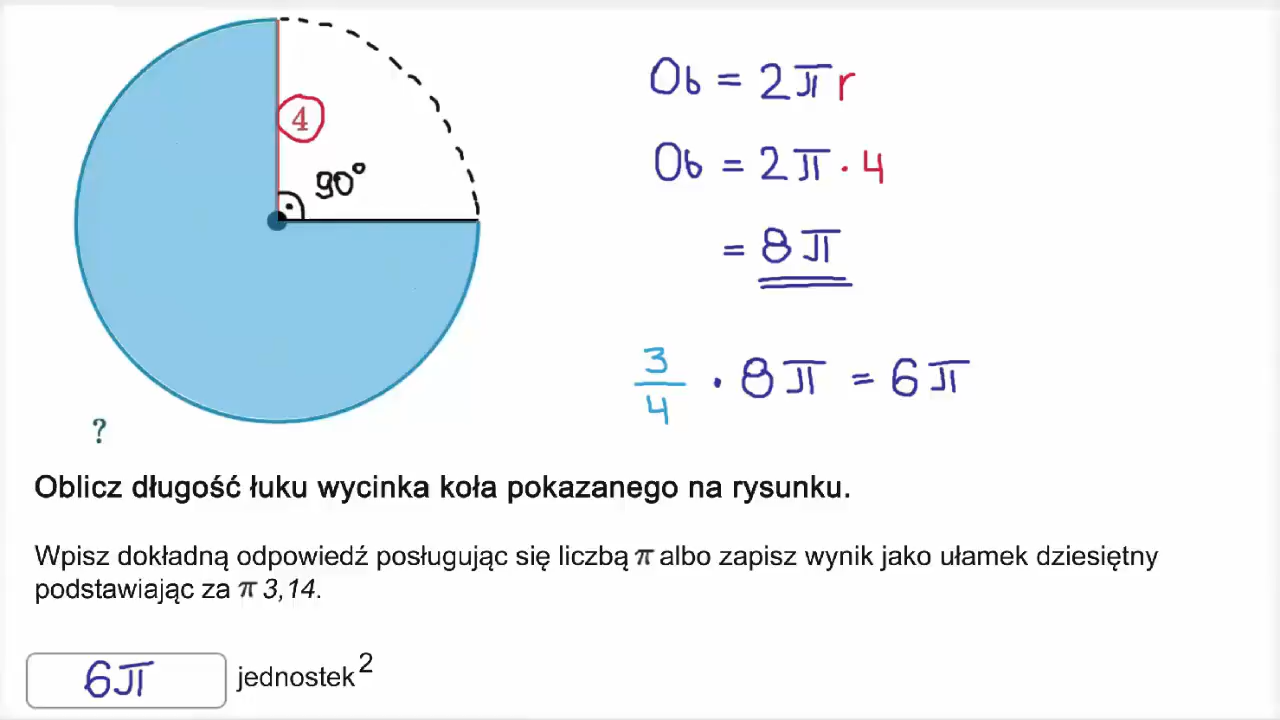 4
90°
?
Ob = 2πr
Ob = 2π · 4
= 8π
3/4 · 8π = 6π
Oblicz długość łuku wycinka koła pokazanego na rysunku.
Wpisz dokładną odpowiedź posługując się liczbą π albo zapisz wynik jako ułamek dziesiętny
podstawiając za π 3,14.
6π jednostek²